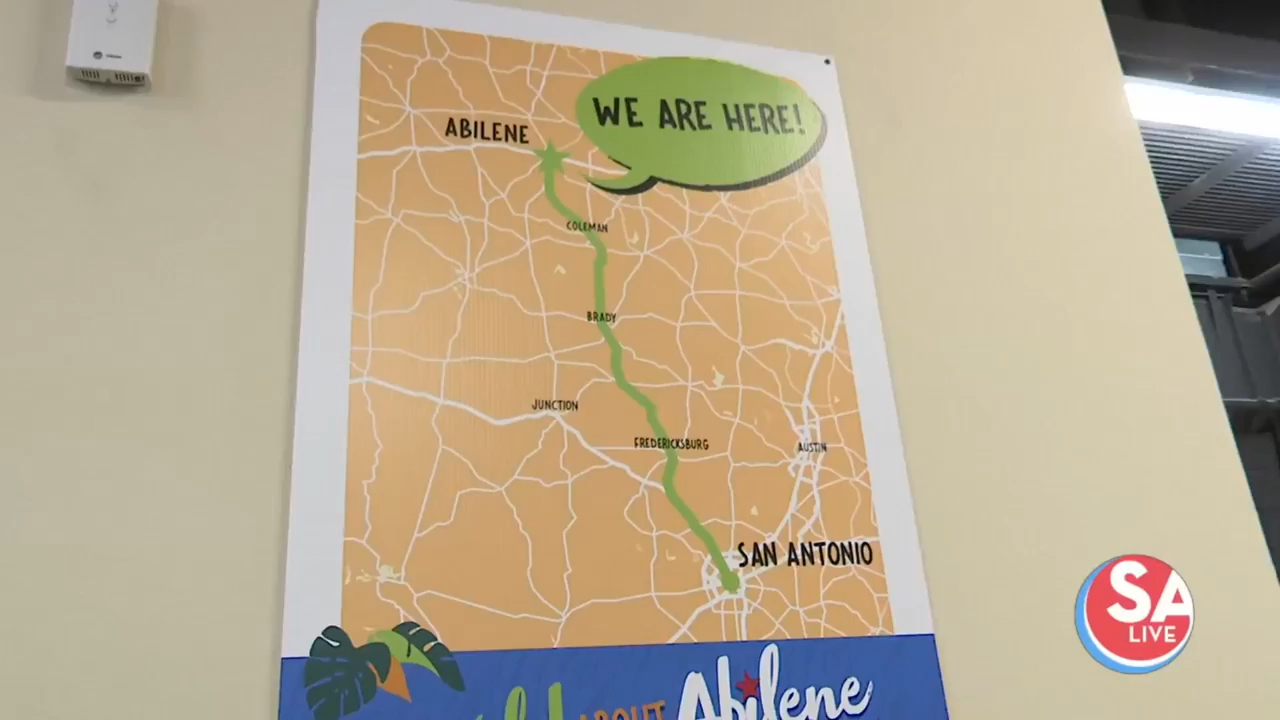 WE ARE HERE!
ABILENE
COLEMAN
BRADY
JUNCTION
FREDERICKSBURG
AUSTIN
SAN ANTONIO
ABOUT Abilene
SA
LIVE